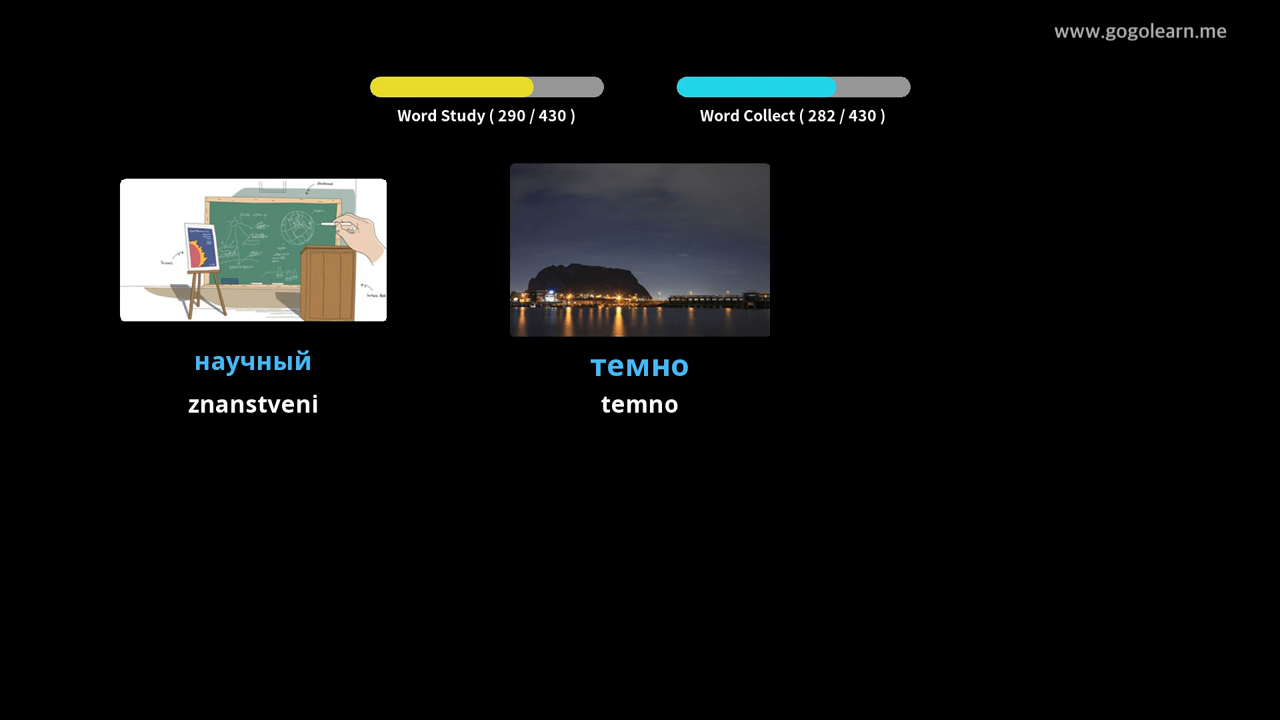 www.gogolearn.me
Word Study ( 290 / 430 )
Word Collect ( 282 / 430 )
научный
темно
znanstveni
temno